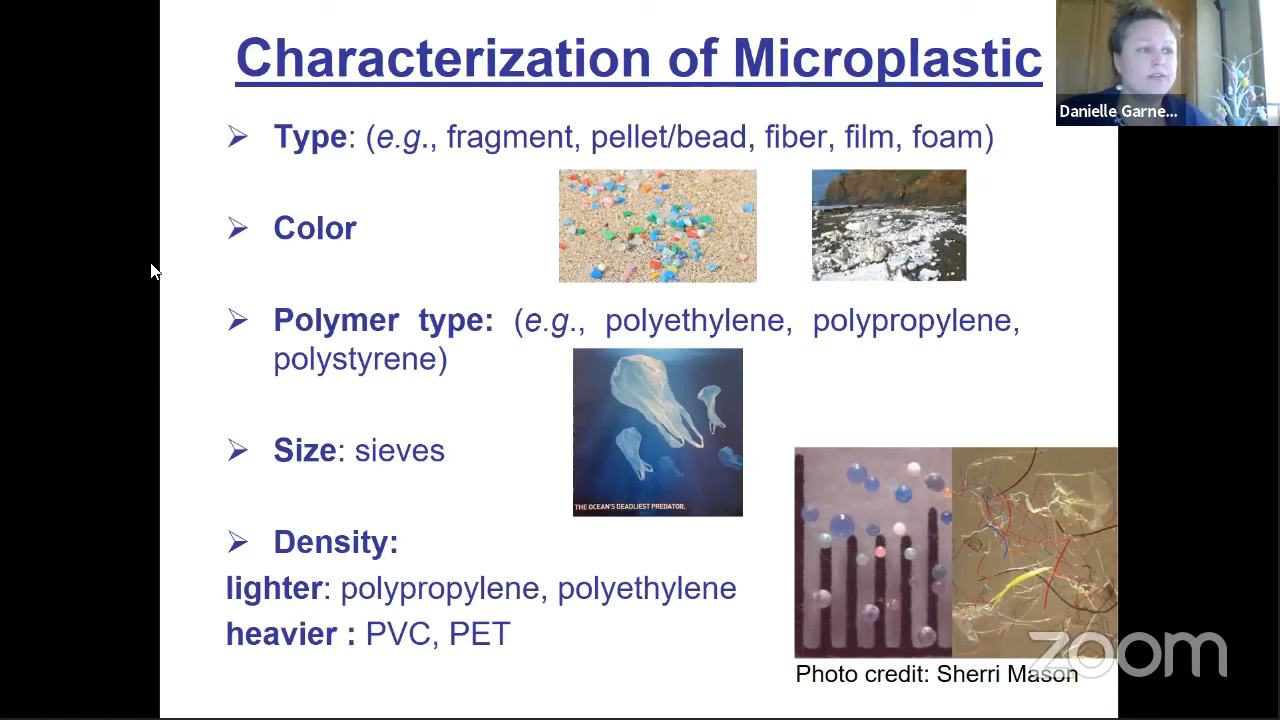 Characterization of Microplastic
Danielle Garne...
➢ Type: (e.g., fragment, pellet/bead, fiber, film, foam)
➢ Color
➢ Polymer type: (e.g., polyethylene, polypropylene,
polystyrene)
➢ Size: sieves
THE OCEAN'S DEADLIEST PREDATOR.
➢ Density:
lighter: polypropylene, polyethylene
heavier : PVC, PET
zoom
Photo credit: Sherri Mason